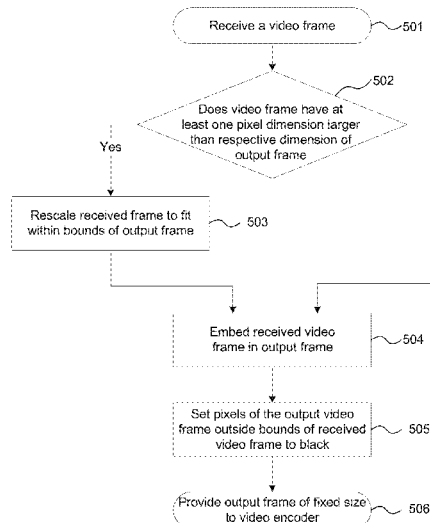 Receive a video frame
501
502
Does video frame have at
least one pixel dimension larger
than respective dimension of
output frame
Yes
Rescale received frame to fit
within bounds of output frame
503
Embed received video
frame in output frame
504
Set pixels of the output video
frame outside bounds of received
video frame to black
505
Provide output frame of fixed size
to video encoder
506